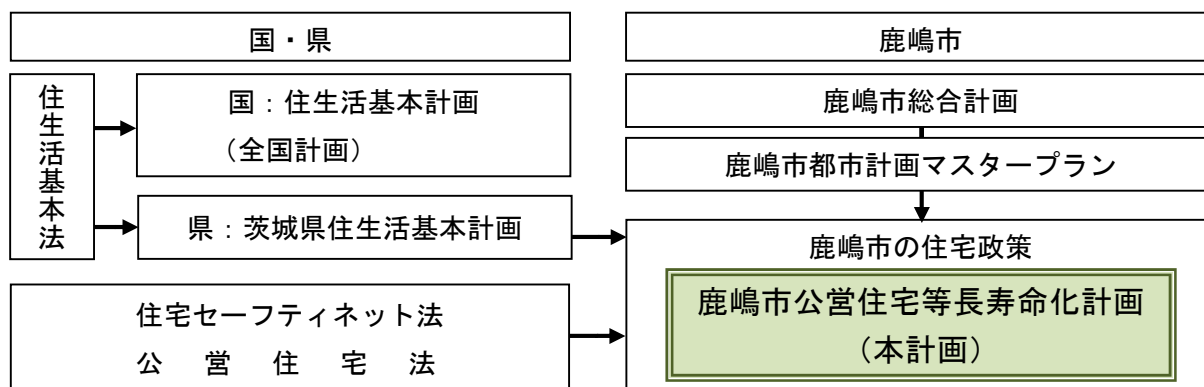 国・県
住生活基本法
国：住生活基本計画
（全国計画）
県：茨城県住生活基本計画
住宅セーフティネット法
公営住宅法
鹿嶋市
鹿嶋市総合計画
鹿嶋市都市計画マスタープラン
鹿嶋市の住宅政策
鹿嶋市公営住宅等長寿命化計画
（本計画）